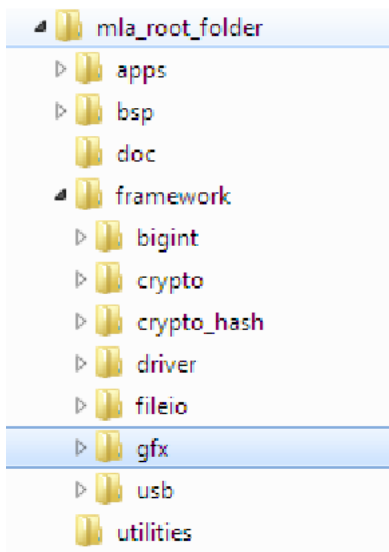 mla_root_folder
apps
bsp
doc
framework
bigint
crypto
crypto_hash
driver
fileio
gfx
usb
utilities